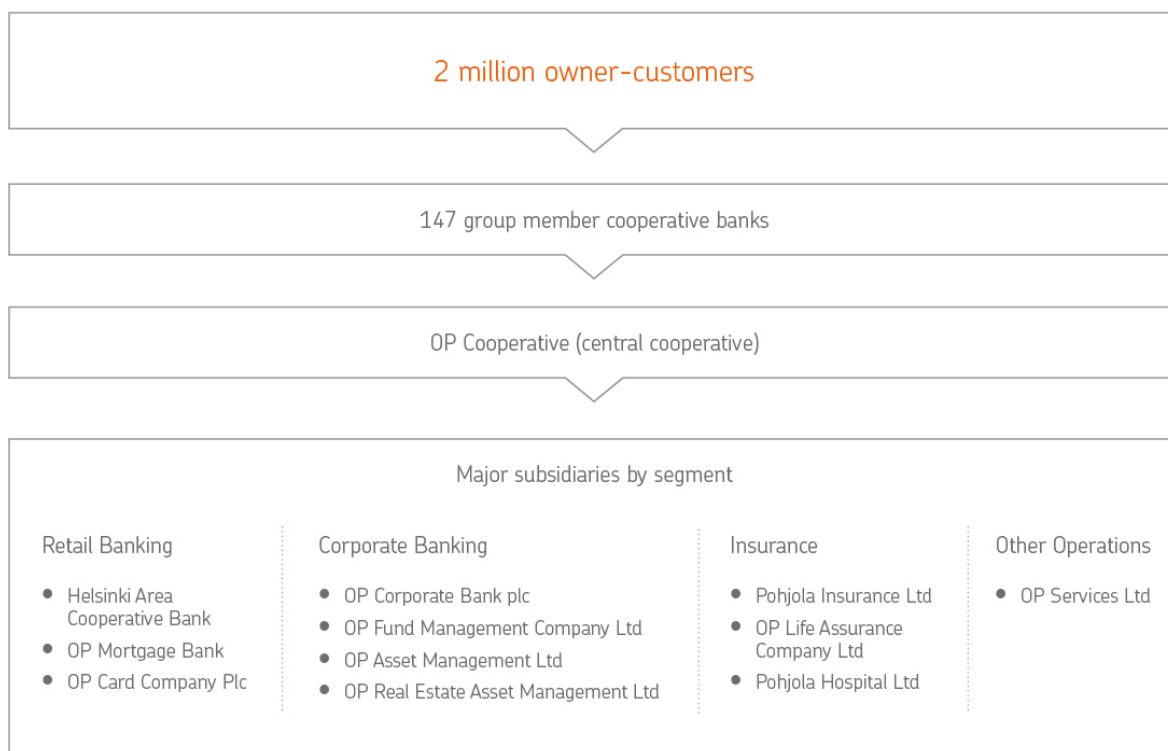 2 million owner-customers
147 group member cooperative banks
OP Cooperative (central cooperative)
Major subsidiaries by segment
Retail Banking
● Helsinki Area
Cooperative Bank
● OP Mortgage Bank
● OP Card Company Plc
Corporate Banking
● OP Corporate Bank plc
● OP Fund Management Company Ltd
● OP Asset Management Ltd
● OP Real Estate Asset Management Ltd
Insurance
● Pohjola Insurance Ltd
● OP Life Assurance
Company Ltd
● Pohjola Hospital Ltd
Other Operations
● OP Services Ltd